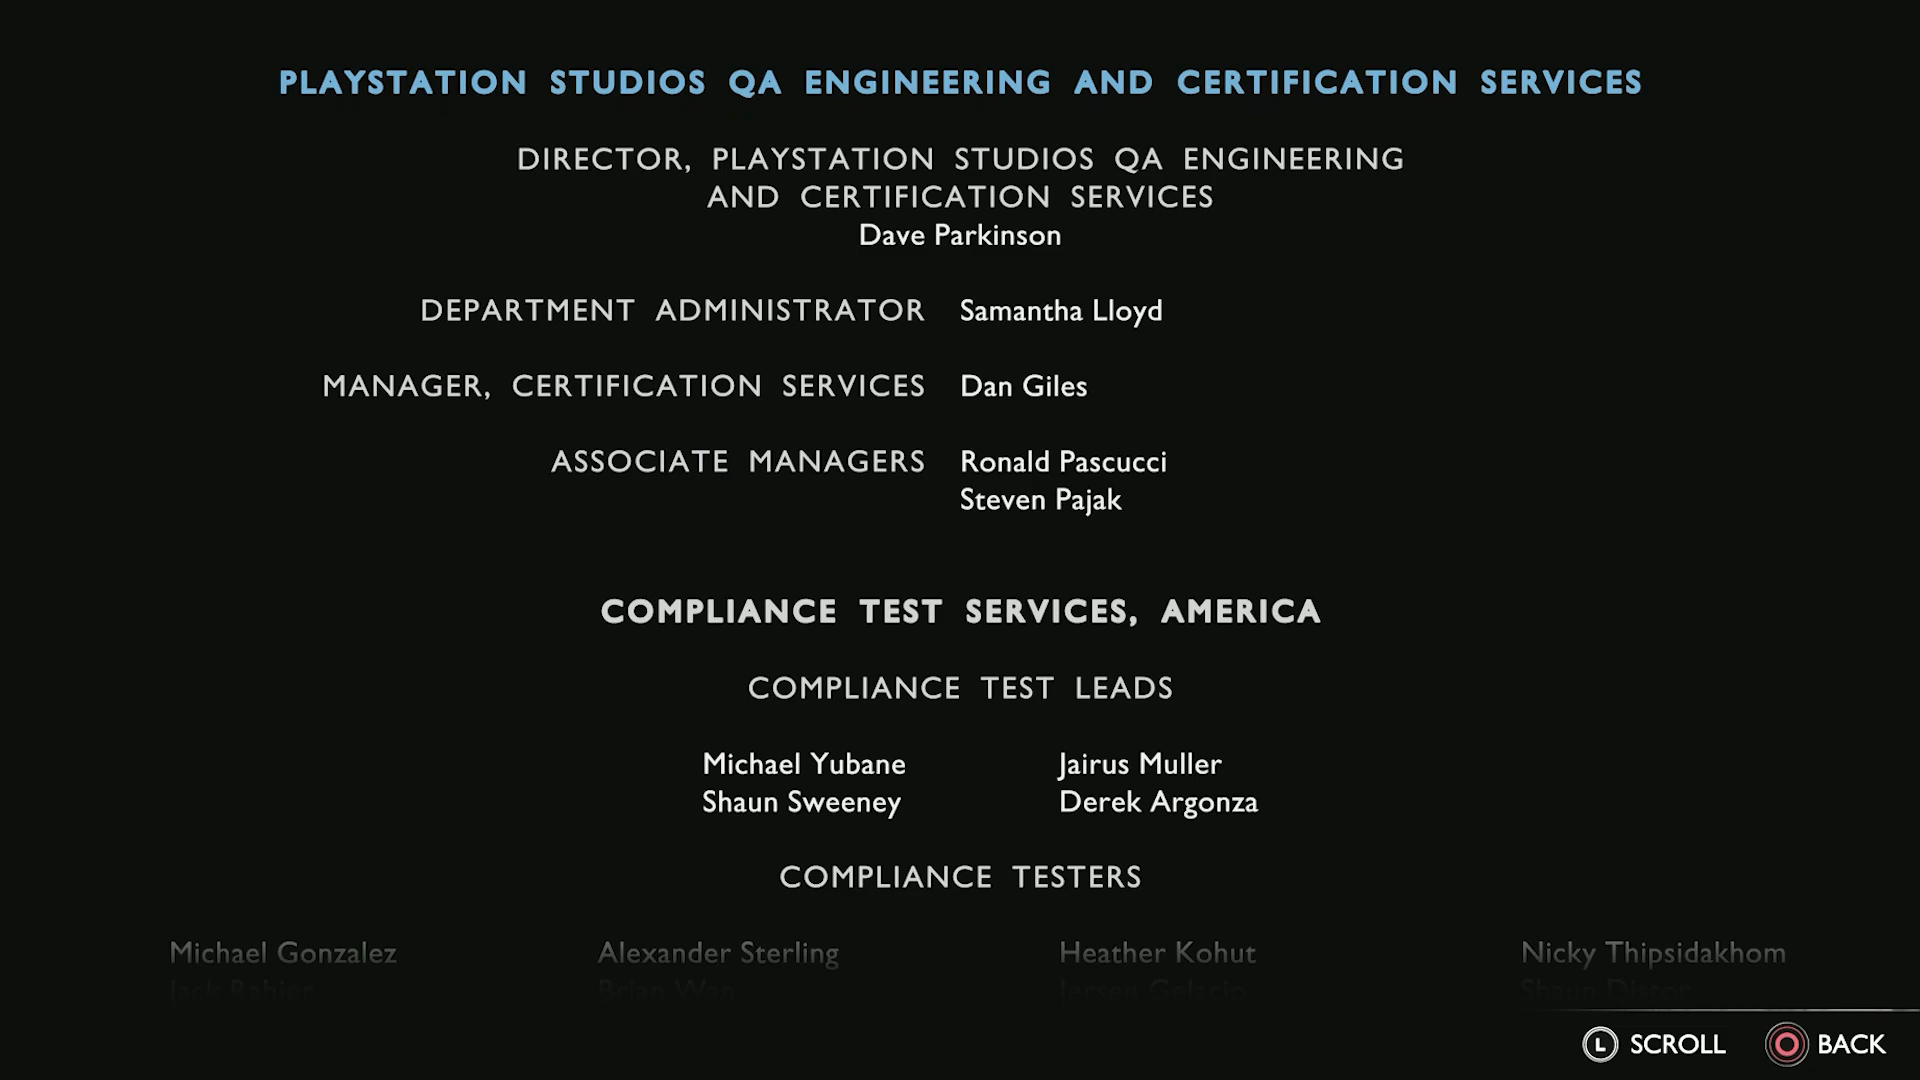 PLAYSTATION STUDIOS QA ENGINEERING AND CERTIFICATION SERVICES
DIRECTOR, PLAYSTATION STUDIOS QA ENGINEERING
AND CERTIFICATION SERVICES
Dave Parkinson
DEPARTMENT ADMINISTRATOR Samantha Lloyd
MANAGER, CERTIFICATION SERVICES Dan Giles
ASSOCIATE MANAGERS Ronald Pascucci
Steven Pajak
COMPLIANCE TEST SERVICES, AMERICA
COMPLIANCE TEST LEADS
Michael Yubane Jairus Muller
Shaun Sweeney Derek Argonza
COMPLIANCE TESTERS
Michael Gonzalez Alexander Sterling Heather Kohut Nicky Thipsidakhom
Jack Brian Shaun
L SCROLL BACK